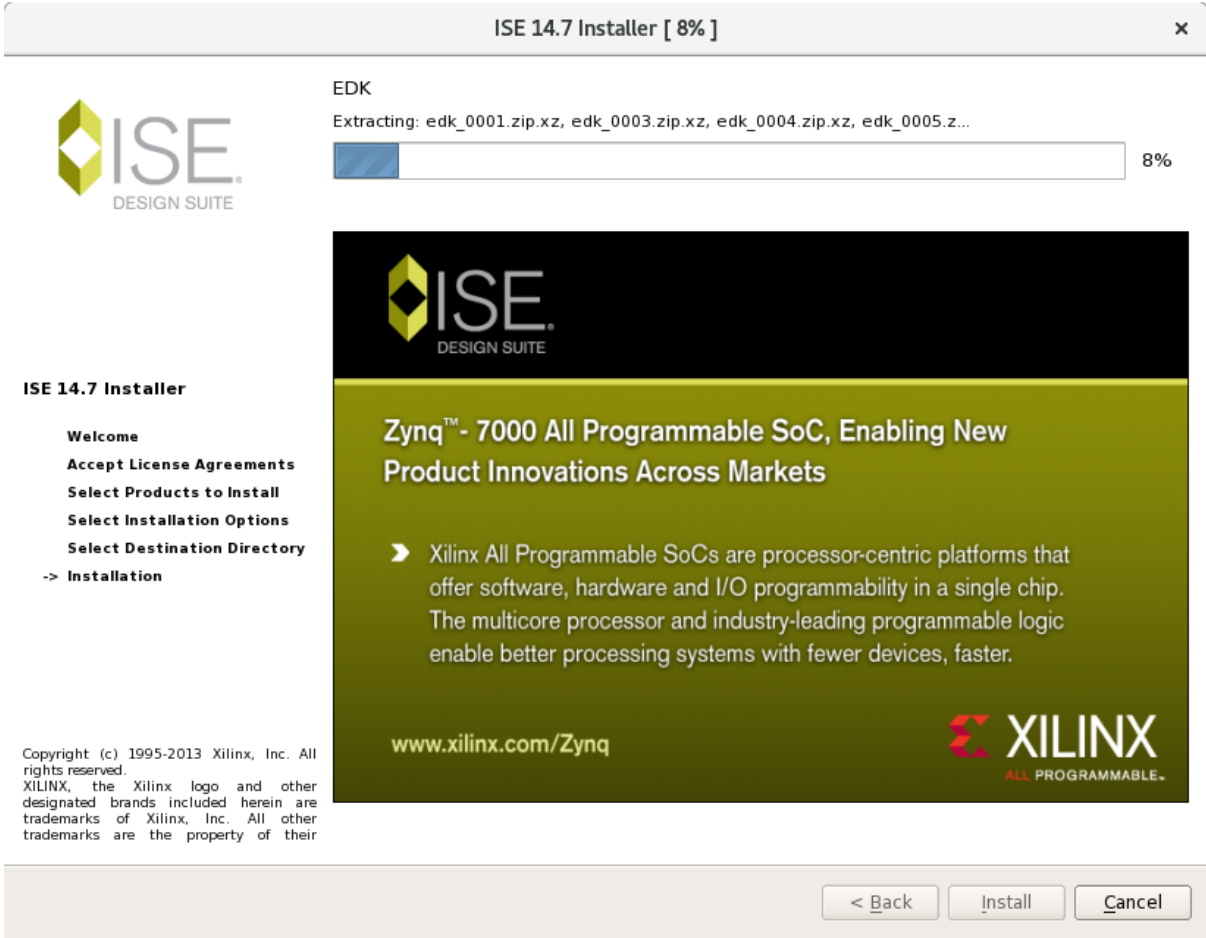 ISE 14.7 Installer [ 8% ]
×
ISE.
DESIGN SUITE
EDK
Extracting: edk_0001.zip.xz, edk_0003.zip.xz, edk_0004.zip.xz, edk_0005.z...
8%
ISE.
DESIGN SUITE
ISE 14.7 Installer
Welcome
Accept License Agreements
Select Products to Install
Select Installation Options
Select Destination Directory
-> Installation
Zynq™- 7000 All Programmable SoC, Enabling New
Product Innovations Across Markets
Xilinx All Programmable SoCs are processor-centric platforms that
offer software, hardware and I/O programmability in a single chip.
The multicore processor and industry-leading programmable logic
enable better processing systems with fewer devices, faster.
www.xilinx.com/Zynq
XILINX
ALL PROGRAMMABLE™
Copyright (c) 1995-2013 Xilinx, Inc. All
rights reserved.
XILINX, the Xilinx logo and other
designated brands included herein are
trademarks of Xilinx, Inc. All other
trademarks are the property of their
< Back
Install
Cancel